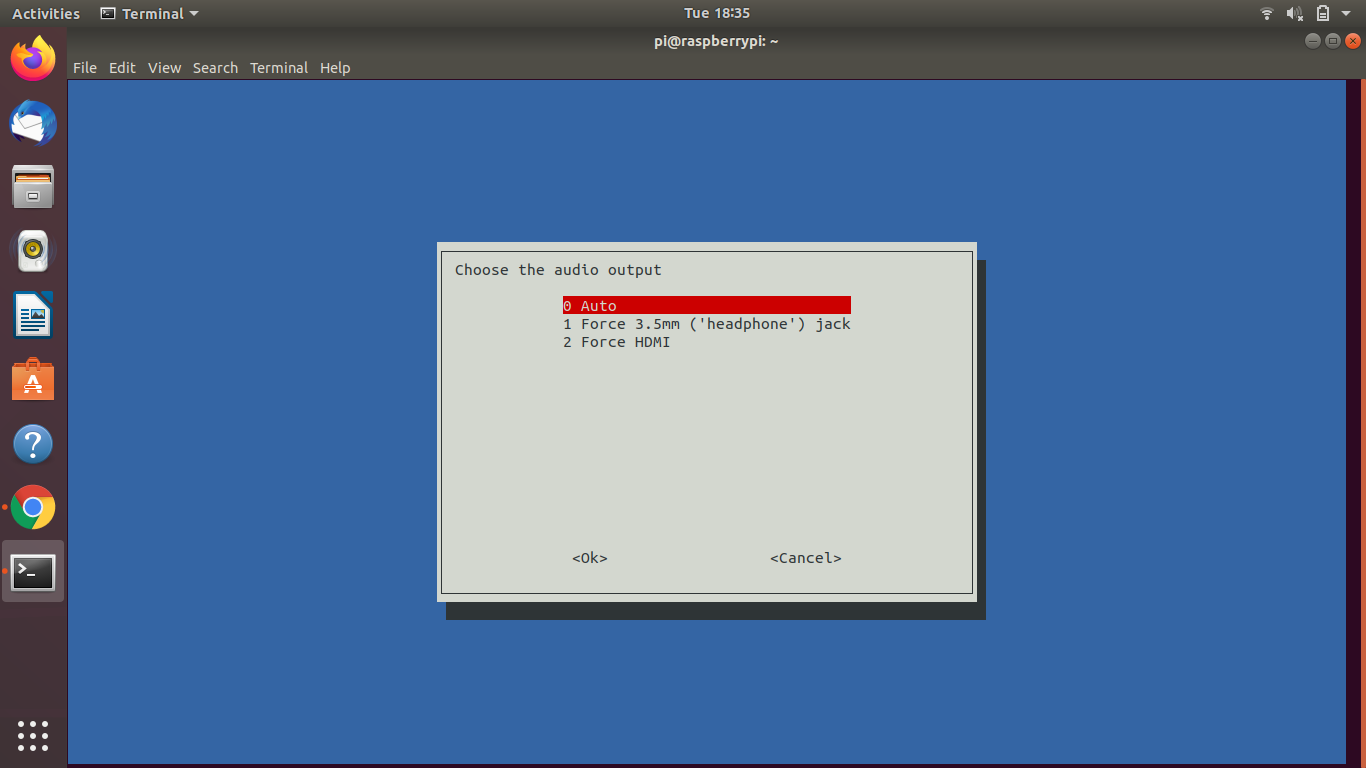 Activities Terminal Tue 18:35
pi@raspberrypi: ~
File Edit View Search Terminal Help
Choose the audio output
0 Auto
1 Force 3.5mm ('headphone') jack
2 Force HDMI
<Ok> <Cancel>